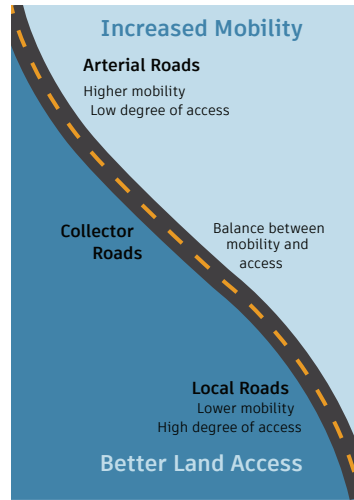 Increased Mobility
Arterial Roads
Higher mobility
Low degree of access
Collector
Roads
Balance between
mobility and
access
Local Roads
Lower mobility
High degree of access
Better Land Access